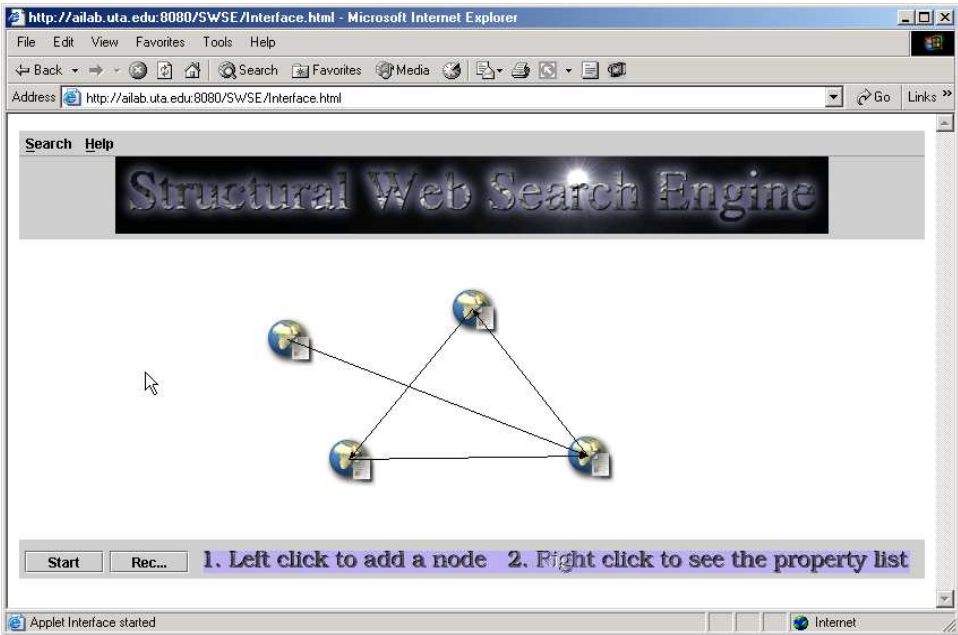 http://ailab.uta.edu:8080/SWSE/Interface.html - Microsoft Internet Explorer
File Edit View Favorites Tools Help
Back Search Favorites Media
Address http://ailab.uta.edu:8080/SWSE/Interface.html Go Links »
Search Help
Structural Web Search Engine
Start Rec... 1. Left click to add a node 2. Right click to see the property list
Applet Interface started Internet